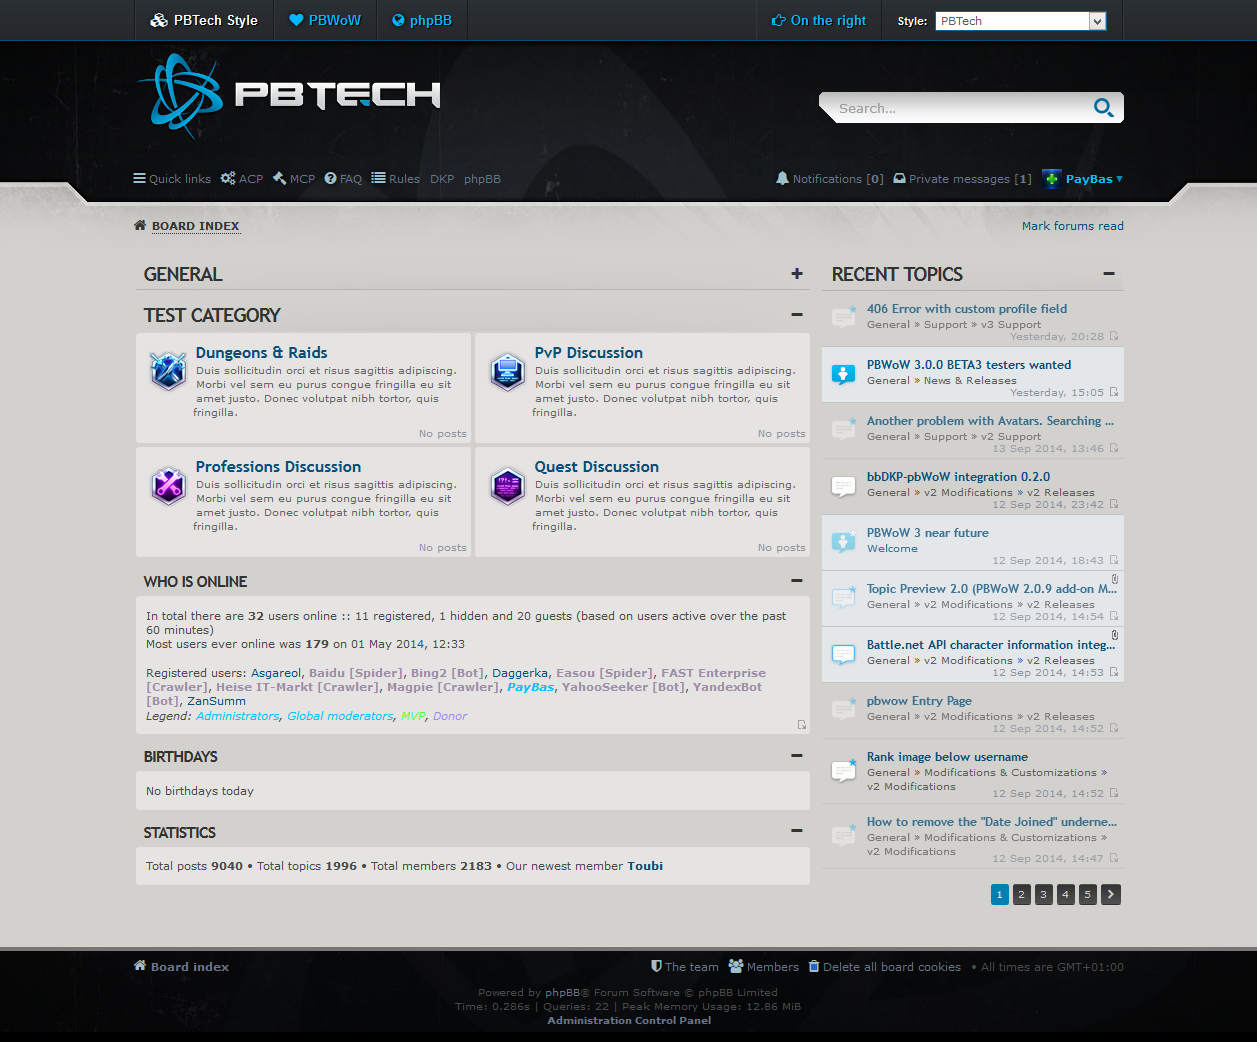 PBTech Style PBWoW phpBB On the right Style: PBTech
PBTECH
Search...
Quick links ACP MCP FAQ Rules DKP phpBB Notifications [0] Private messages [1] PayBas
BOARD INDEX Mark forums read
GENERAL
TEST CATEGORY
Dungeons & Raids
Duis sollicitudin orci et risus sagittis adipiscing.
Morbi vel sem eu purus congue fringilla eu sit
amet justo. Donec volutpat nibh tortor, quis
fringilla.
No posts
PvP Discussion
Duis sollicitudin orci et risus sagittis adipiscing.
Morbi vel sem eu purus congue fringilla eu sit
amet justo. Donec volutpat nibh tortor, quis
fringilla.
No posts
Professions Discussion
Duis sollicitudin orci et risus sagittis adipiscing.
Morbi vel sem eu purus congue fringilla eu sit
amet justo. Donec volutpat nibh tortor, quis
fringilla.
No posts
Quest Discussion
Duis sollicitudin orci et risus sagittis adipiscing.
Morbi vel sem eu purus congue fringilla eu sit
amet justo. Donec volutpat nibh tortor, quis
fringilla.
No posts
WHO IS ONLINE
In total there are 32 users online :: 11 registered, 1 hidden and 20 guests (based on users active over the past
60 minutes)
Most users ever online was 179 on 01 May 2014, 12:33
Registered users: Asgareol, Baidu [Spider], Bing2 [Bot], Daggerka, Easou [Spider], FAST Enterprise
[Crawler], Heise IT-Markt [Crawler], Magpie [Crawler], PayBas, YahooSeeker [Bot], YandexBot
[Bot], ZanSumm
Legend: Administrators, Global moderators, MVP, Donor
BIRTHDAYS
No birthdays today
STATISTICS
Total posts 9040 • Total topics 1996 • Total members 2183 • Our newest member Toubi
RECENT TOPICS
406 Error with custom profile field
General » Support » v3 Support
Yesterday, 20:28
PBWoW 3.0.0 BETA3 testers wanted
General » News & Releases
Yesterday, 15:05
Another problem with Avatars. Searching ...
General » Support » v2 Support
13 Sep 2014, 13:46
bbDKP-pbWoW integration 0.2.0
General » v2 Modifications » v2 Releases
12 Sep 2014, 23:42
PBWoW 3 near future
Welcome
12 Sep 2014, 18:43
Topic Preview 2.0 (PBWoW 2.0.9 add-on M...
General » v2 Modifications » v2 Releases
12 Sep 2014, 14:54
Battle.net API character information integ...
General » v2 Modifications » v2 Releases
12 Sep 2014, 14:53
pbwow Entry Page
General » v2 Modifications » v2 Releases
12 Sep 2014, 14:52
Rank image below username
General » Modifications & Customizations »
v2 Modifications
12 Sep 2014, 14:52
How to remove the "Date Joined" underne...
General » Modifications & Customizations »
v2 Modifications
12 Sep 2014, 14:47
1 2 3 4 5
Board index The team Members Delete all board cookies • All times are GMT+01:00
Powered by phpBB® Forum Software © phpBB Limited
Time: 0.286s | Queries: 22 | Peak Memory Usage: 12.86 MiB
Administration Control Panel